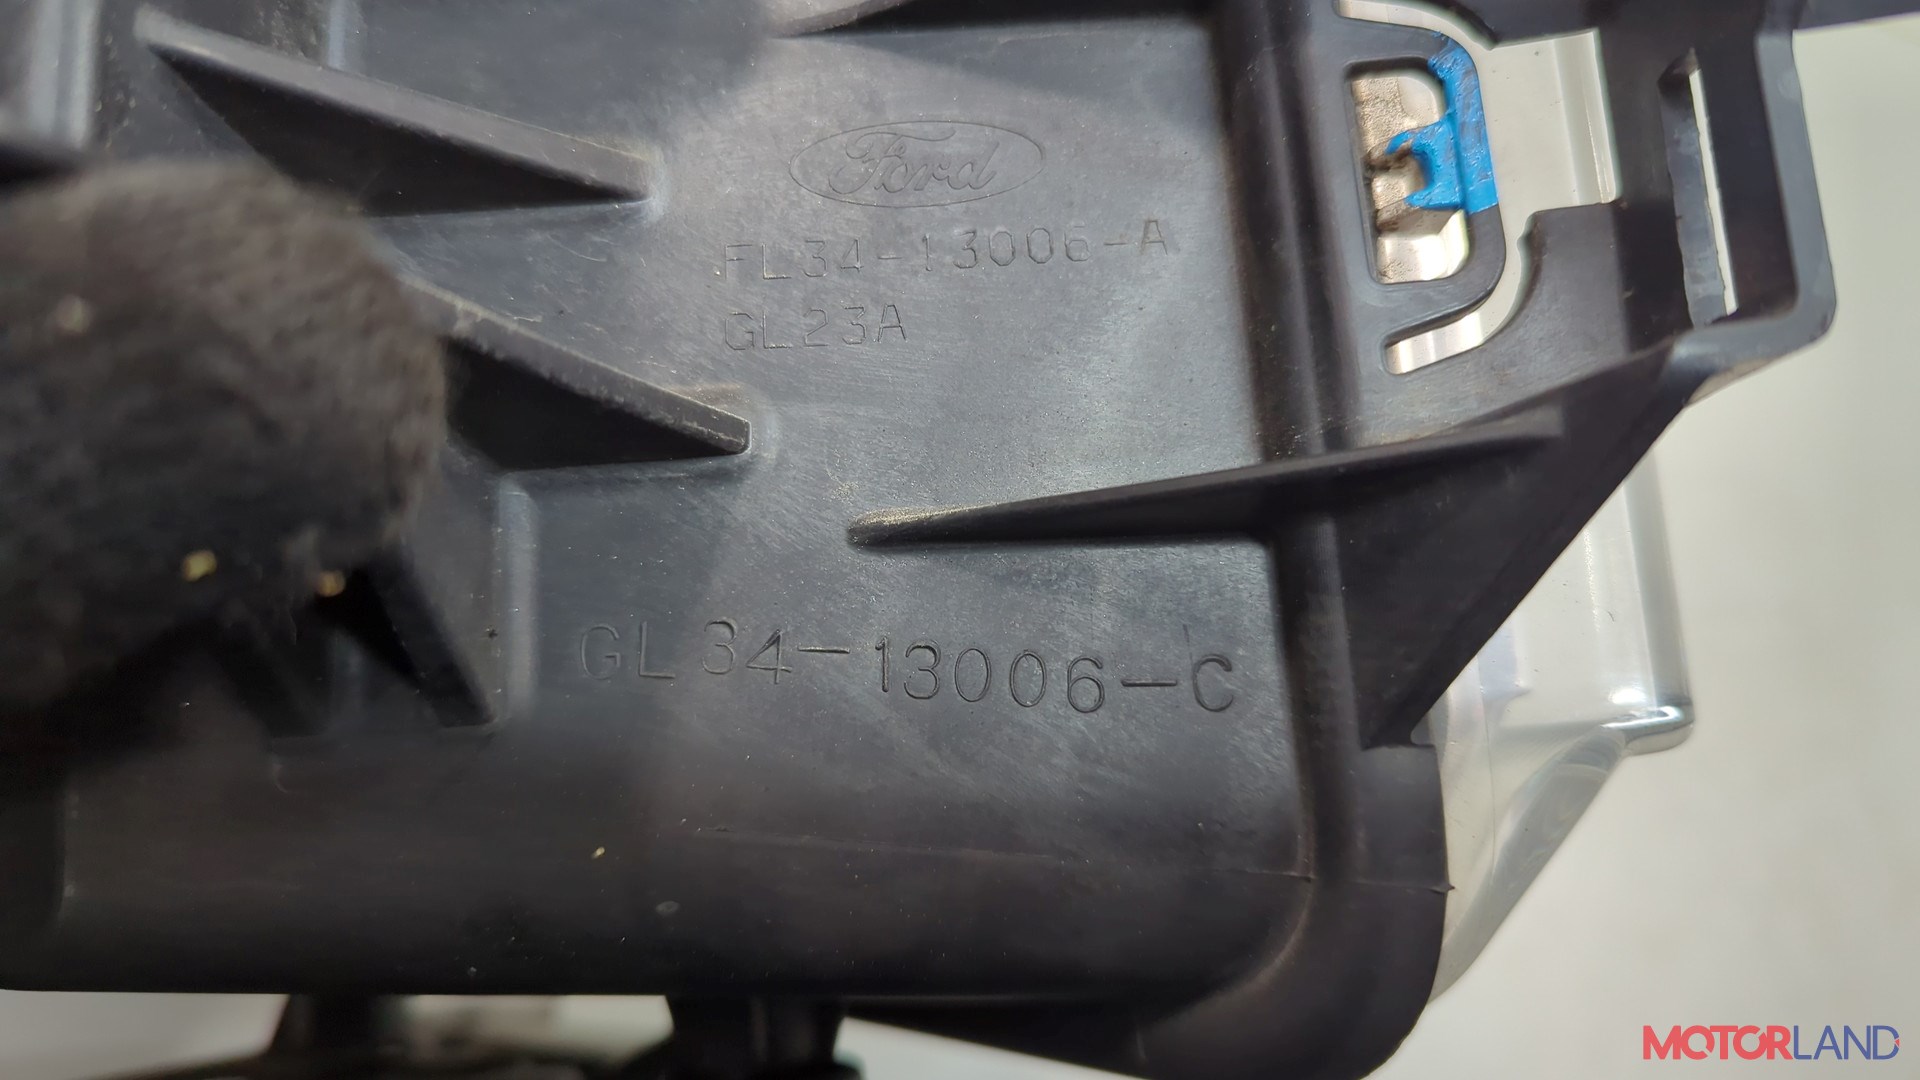 Ford
FL34-13006-A
GL23A
GL34-13006-C
MOTORLAND